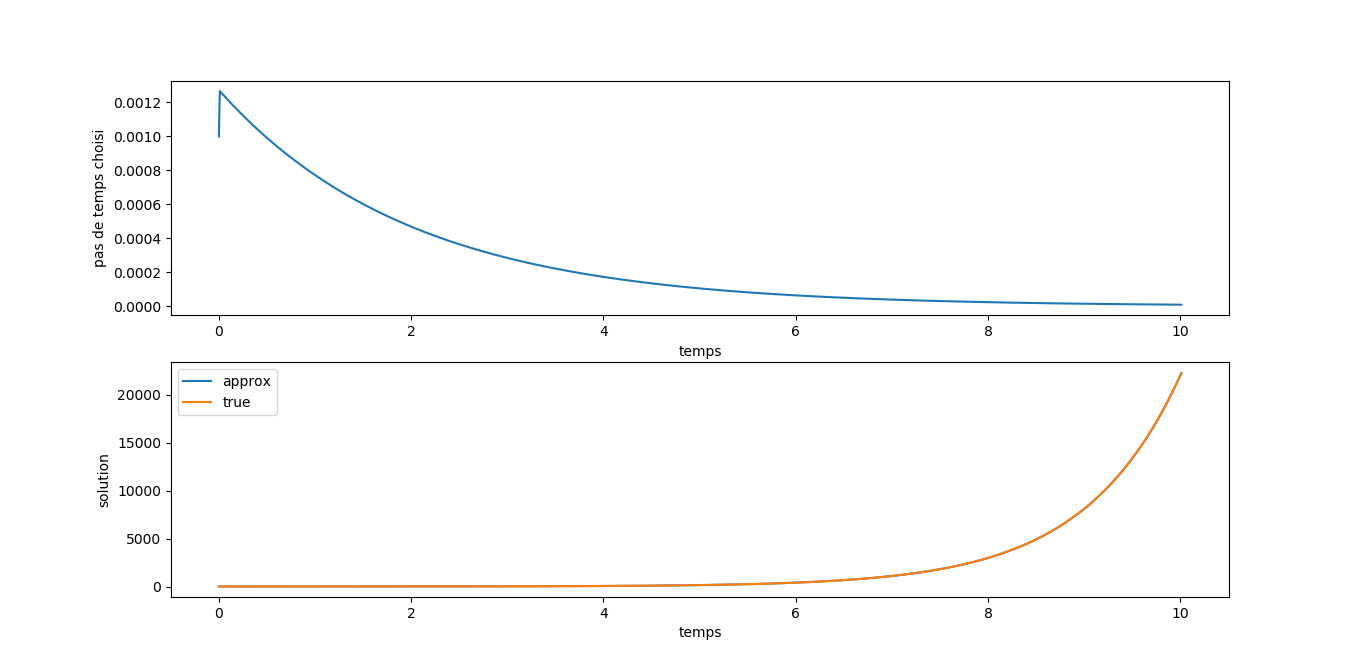 0.0012
0.0010
0.0008
0.0006
0.0004
0.0002
0.0000
pas de temps choisi
0 2 4 6 8 10
temps
approx
true
20000
15000
10000
5000
0
solution
0 2 4 6 8 10
temps